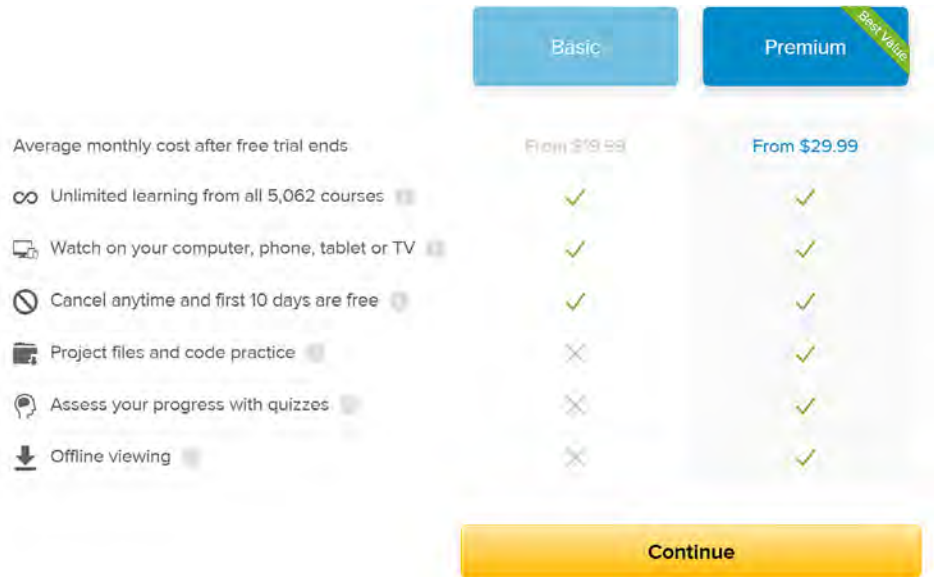 Basic
Premium
Best Value
Average monthly cost after free trial ends
From $19.99
From $29.99
Unlimited learning from all 5,062 courses
Watch on your computer, phone, tablet or TV
Cancel anytime and first 10 days are free
Project files and code practice
Assess your progress with quizzes
Offline viewing
Continue